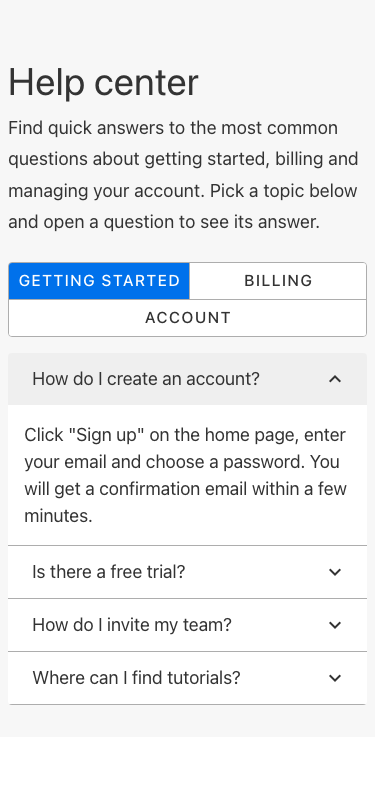 Help center
Find quick answers to the most common
questions about getting started, billing and
managing your account. Pick a topic below
and open a question to see its answer.
GETTING STARTED
BILLING
ACCOUNT
How do I create an account?
Click "Sign up" on the home page, enter
your email and choose a password. You
will get a confirmation email within a few
minutes.
Is there a free trial?
How do I invite my team?
Where can I find tutorials?